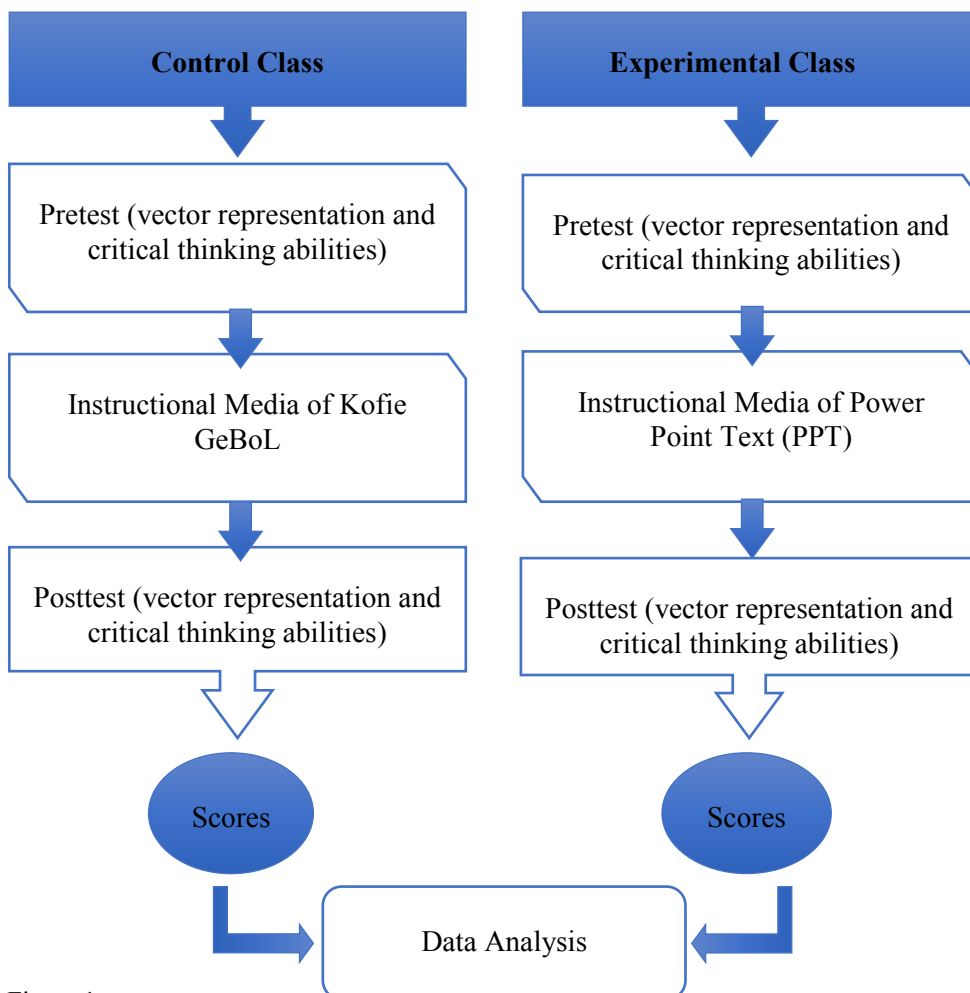 Control Class
Experimental Class
Pretest (vector representation and
critical thinking abilities)
Pretest (vector representation and
critical thinking abilities)
Instructional Media of Kofie
GeBoL
Instructional Media of Power
Point Text (PPT)
Posttest (vector representation and
critical thinking abilities)
Posttest (vector representation and
critical thinking abilities)
Scores
Scores
Data Analysis